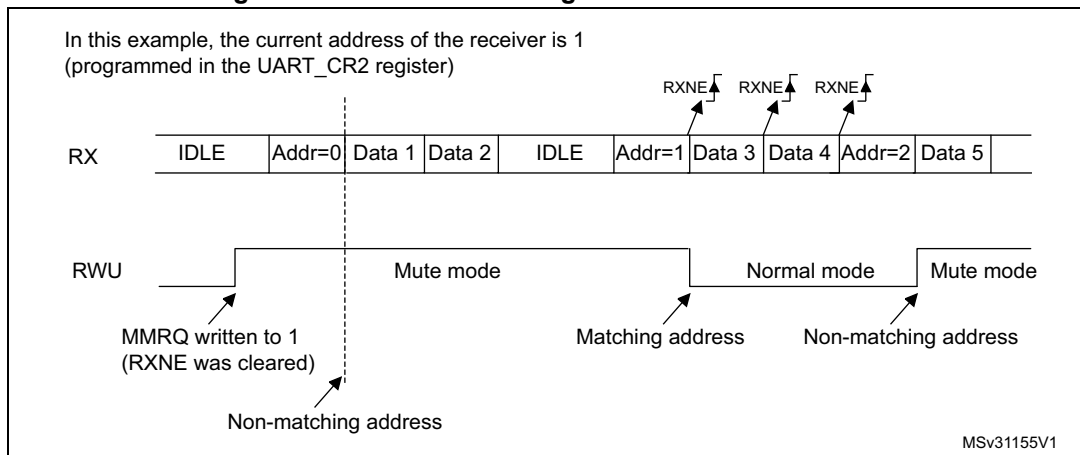 In this example, the current address of the receiver is 1
(programmed in the UART_CR2 register)
RXNE RXNE RXNE
RX IDLE Addr=0 Data 1 Data 2 IDLE Addr=1 Data 3 Data 4 Addr=2 Data 5
RWU Mute mode Normal mode Mute mode
MMRQ written to 1 Matching address Non-matching address
(RXNE was cleared)
Non-matching address
MSv31155V1